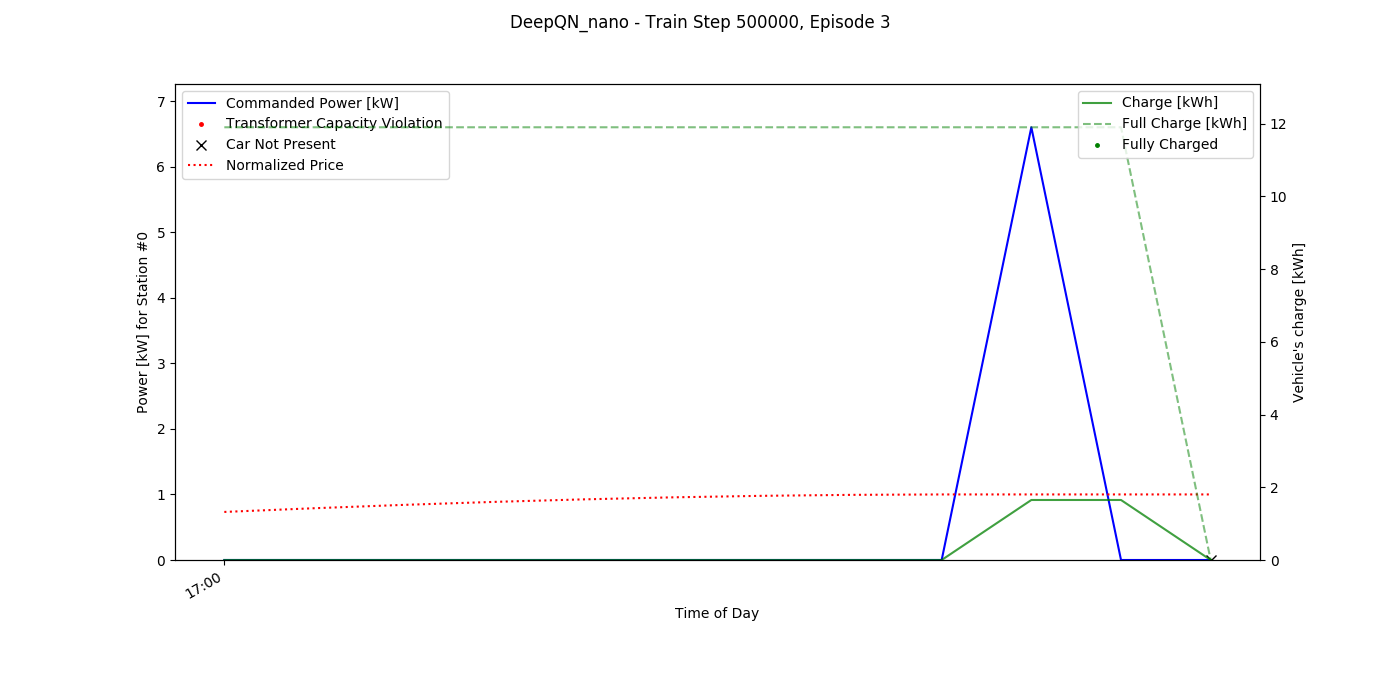 DeepQN_nano - Train Step 500000, Episode 3
Commanded Power [kW]
Transformer Capacity Violation
Car Not Present
Normalized Price
Charge [kWh]
Full Charge [kWh]
Fully Charged
Power [kW] for Station #0
7
6
5
4
3
2
1
0
12
10
8
6
4
2
0
Vehicle's charge [kWh]
17:00
Time of Day